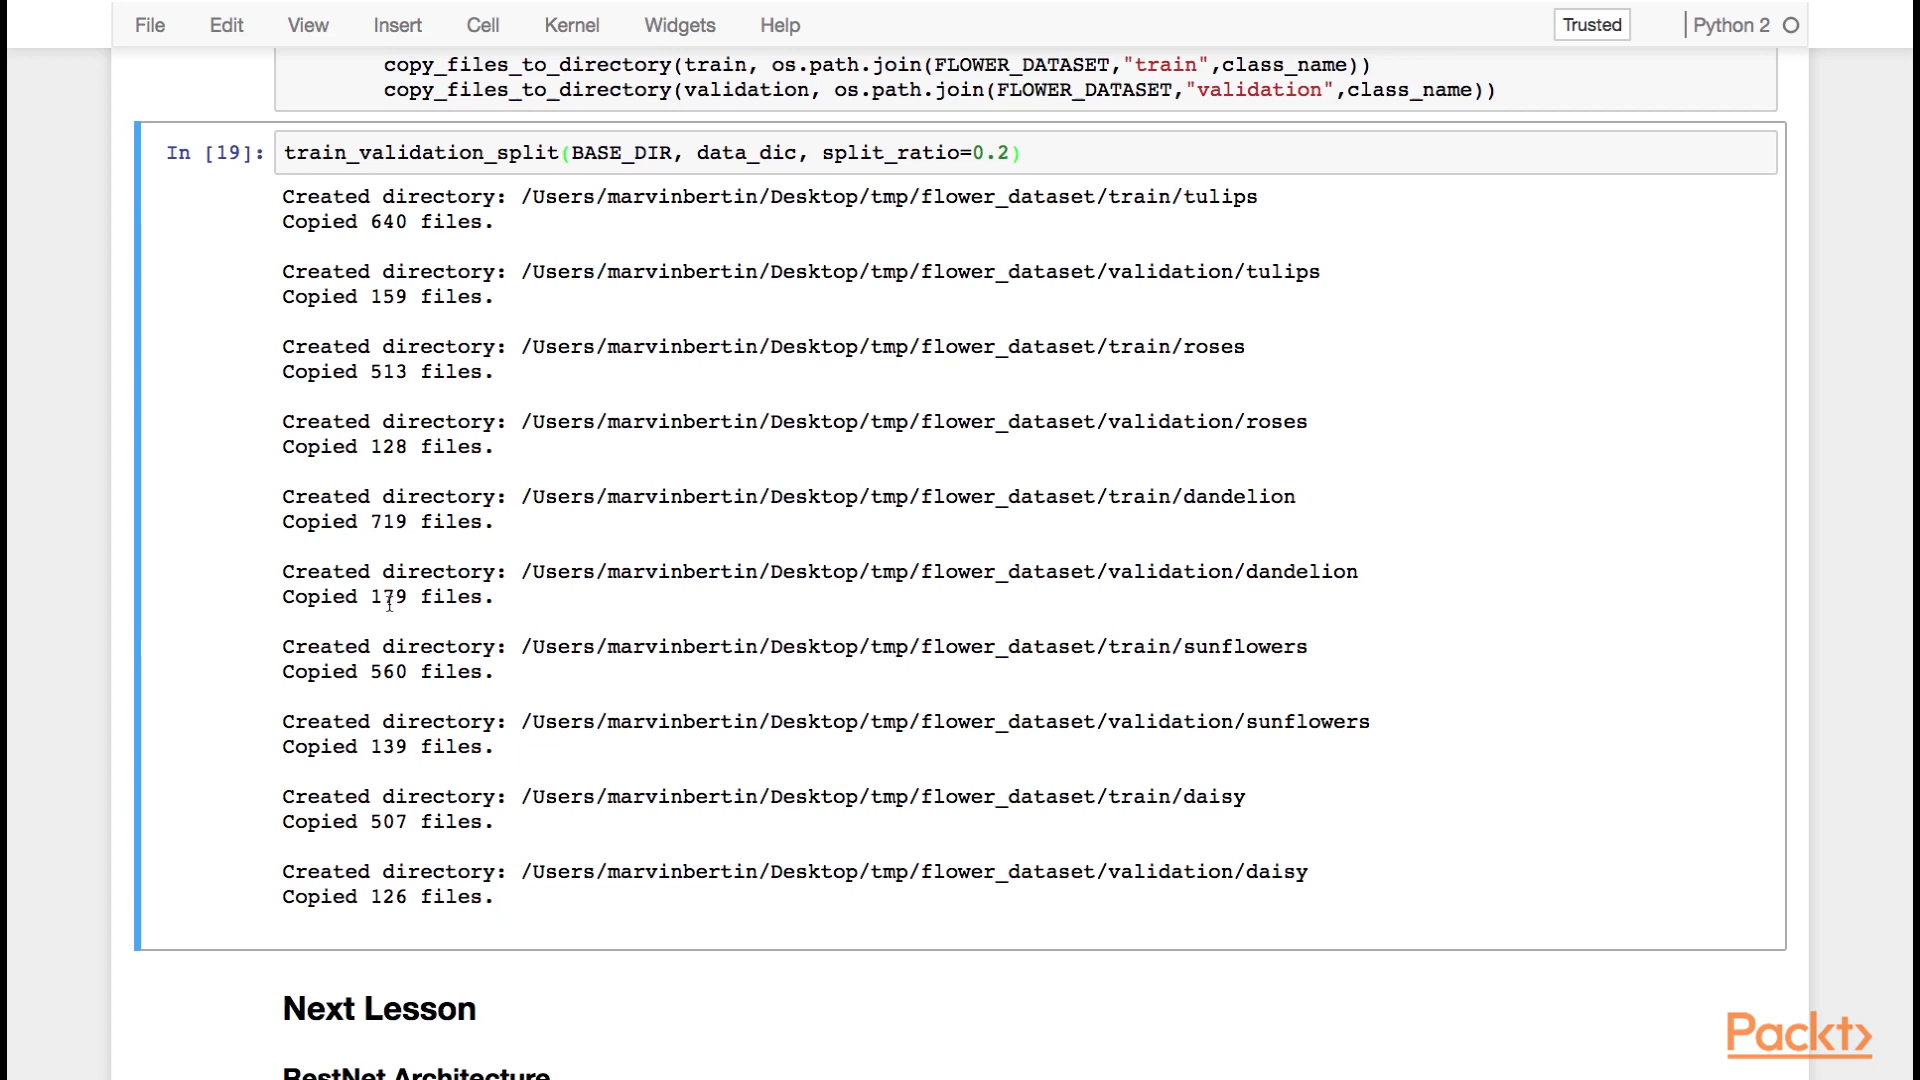 File Edit View Insert Cell Kernel Widgets Help Trusted Python 2
copy_files_to_directory(train, os.path.join(FLOWER_DATASET,"train",class_name))
copy_files_to_directory(validation, os.path.join(FLOWER_DATASET,"validation",class_name))
In [19]: train_validation_split(BASE_DIR, data_dic, split_ratio=0.2)
Created directory: /Users/marvinbertin/Desktop/tmp/flower_dataset/train/tulips
Copied 640 files.
Created directory: /Users/marvinbertin/Desktop/tmp/flower_dataset/validation/tulips
Copied 159 files.
Created directory: /Users/marvinbertin/Desktop/tmp/flower_dataset/train/roses
Copied 513 files.
Created directory: /Users/marvinbertin/Desktop/tmp/flower_dataset/validation/roses
Copied 128 files.
Created directory: /Users/marvinbertin/Desktop/tmp/flower_dataset/train/dandelion
Copied 719 files.
Created directory: /Users/marvinbertin/Desktop/tmp/flower_dataset/validation/dandelion
Copied 179 files.
Created directory: /Users/marvinbertin/Desktop/tmp/flower_dataset/train/sunflowers
Copied 560 files.
Created directory: /Users/marvinbertin/Desktop/tmp/flower_dataset/validation/sunflowers
Copied 139 files.
Created directory: /Users/marvinbertin/Desktop/tmp/flower_dataset/train/daisy
Copied 507 files.
Created directory: /Users/marvinbertin/Desktop/tmp/flower_dataset/validation/daisy
Copied 126 files.
Next Lesson
Packt>
RestNet Architecture